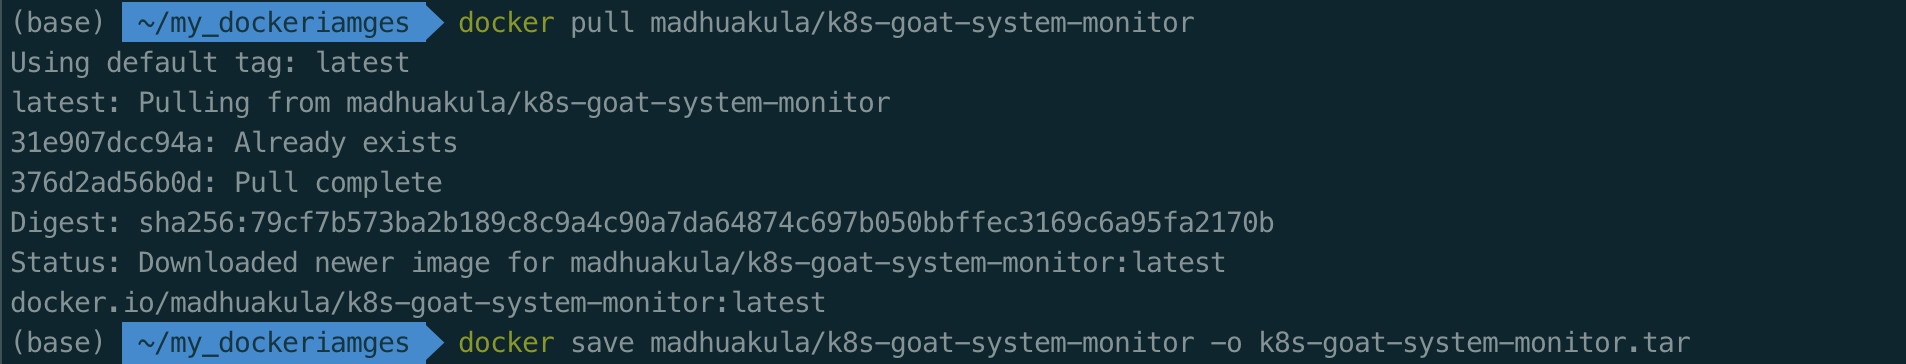 (base) ~/my_dockeriamges docker pull madhuakula/k8s-goat-system-monitor
Using default tag: latest
latest: Pulling from madhuakula/k8s-goat-system-monitor
31e907dcc94a: Already exists
376d2ad56b0d: Pull complete
Digest: sha256:79cf7b573ba2b189c8c9a4c90a7da64874c697b050bbffec3169c6a95fa2170b
Status: Downloaded newer image for madhuakula/k8s-goat-system-monitor:latest
docker.io/madhuakula/k8s-goat-system-monitor:latest
(base) ~/my_dockeriamges docker save madhuakula/k8s-goat-system-monitor -o k8s-goat-system-monitor.tar